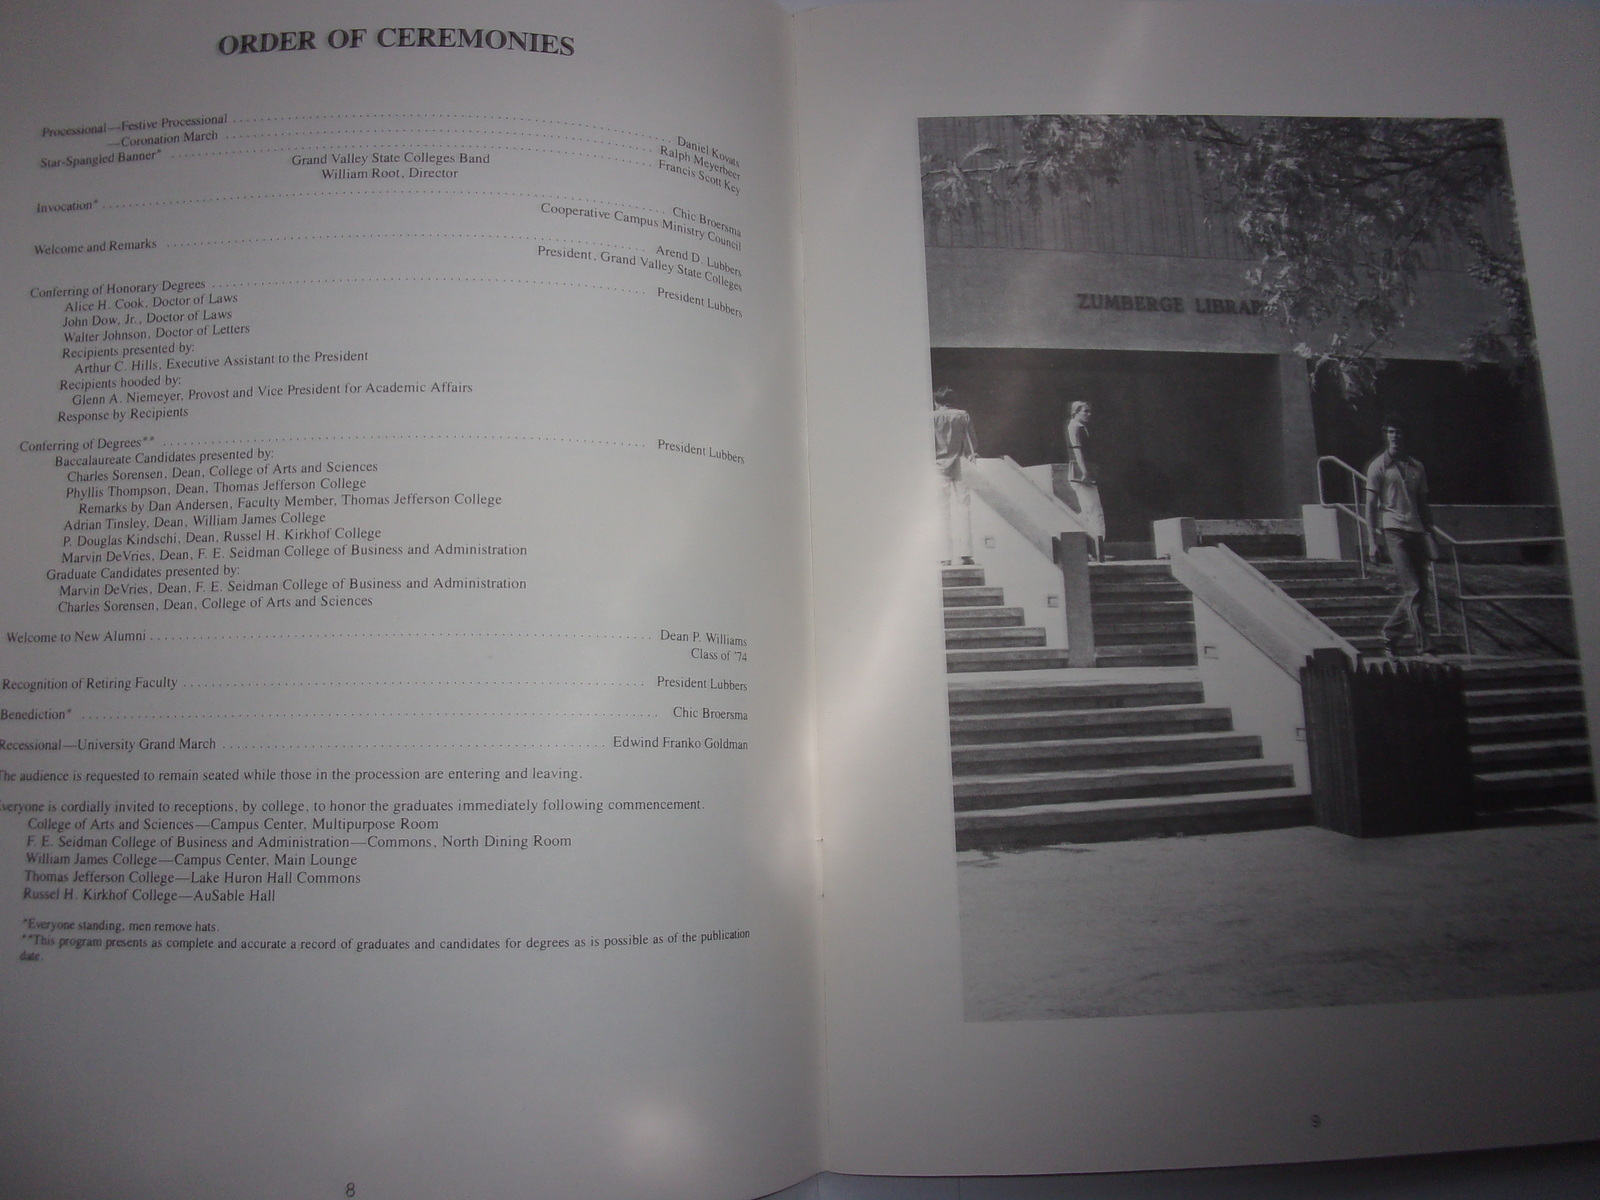 ORDER OF CEREMONIES
Processional—Festive Processional . . . . . . . . . . Daniel Kovats
—Coronation March . . . . . . . . . . Ralph Meyerbeer
Star-Spangled Banner* . . . . . . . . . . Francis Scott Key
Grand Valley State Colleges Band
William Root, Director
Invocation* . . . . . . . . . . Chic Broersma
Cooperative Campus Ministry Council
Welcome and Remarks . . . . . . . . . . Arend D. Lubbers
President, Grand Valley State Colleges
Conferring of Honorary Degrees . . . . . . . . . . President Lubbers
Alice H. Cook, Doctor of Laws
John Dow, Jr., Doctor of Laws
Walter Johnson, Doctor of Letters
Recipients presented by:
Arthur C. Hills, Executive Assistant to the President
Recipients hooded by:
Glenn A. Niemeyer, Provost and Vice President for Academic Affairs
Response by Recipients
Conferring of Degrees** . . . . . . . . . . President Lubbers
Baccalaureate Candidates presented by:
Charles Sorensen, Dean, College of Arts and Sciences
Phyllis Thompson, Dean, Thomas Jefferson College
Remarks by Dan Andersen, Faculty Member, Thomas Jefferson College
Adrian Tinsley, Dean, William James College
P. Douglas Kindschi, Dean, Russel H. Kirkhof College
Marvin DeVries, Dean, F. E. Seidman College of Business and Administration
Graduate Candidates presented by:
Marvin DeVries, Dean, F. E. Seidman College of Business and Administration
Charles Sorensen, Dean, College of Arts and Sciences
Welcome to New Alumni . . . . . . . . . . Dean P. Williams
Class of '74
Recognition of Retiring Faculty . . . . . . . . . . President Lubbers
Benediction* . . . . . . . . . . Chic Broersma
Recessional—University Grand March . . . . . . . . . . Edwind Franko Goldman
The audience is requested to remain seated while those in the procession are entering and leaving.
Everyone is cordially invited to receptions, by college, to honor the graduates immediately following commencement.
College of Arts and Sciences—Campus Center, Multipurpose Room
F. E. Seidman College of Business and Administration—Commons, North Dining Room
William James College—Campus Center, Main Lounge
Thomas Jefferson College—Lake Huron Hall Commons
Russel H. Kirkhof College—AuSable Hall
*Everyone standing, men remove hats.
**This program presents as complete and accurate a record of graduates and candidates for degrees as is possible as of the publication
date.
8
ZUMBERGE LIBRAR
9